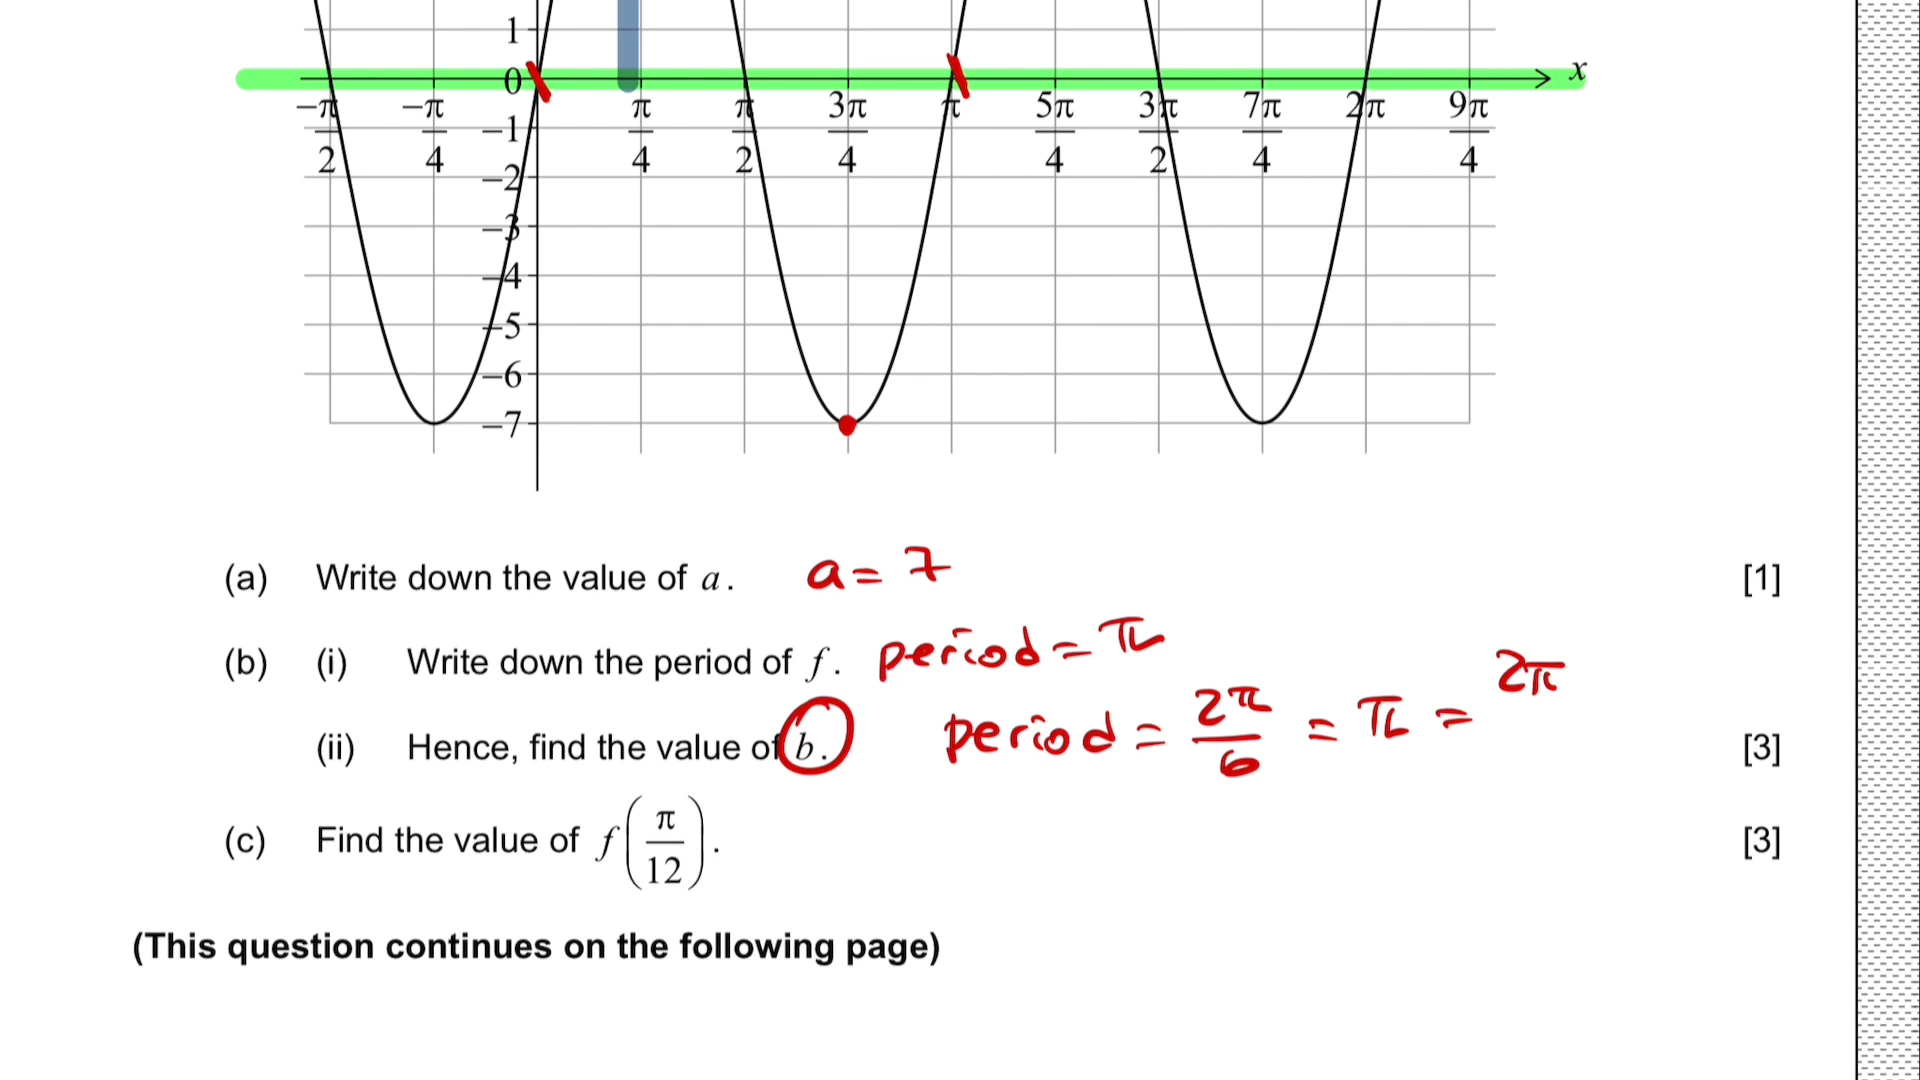 1
0 x
−π/2 −π/4 π/4 π/2 3π/4 π 5π/4 3π/2 7π/4 2π 9π/4
−1
−2
−3
−4
−5
−6
−7
(a) Write down the value of a. a = 7 [1]
(b) (i) Write down the period of f. period = π
(ii) Hence, find the value of b. period = 2π/6 = π = 2π [3]
(c) Find the value of f(π/12). [3]
(This question continues on the following page)